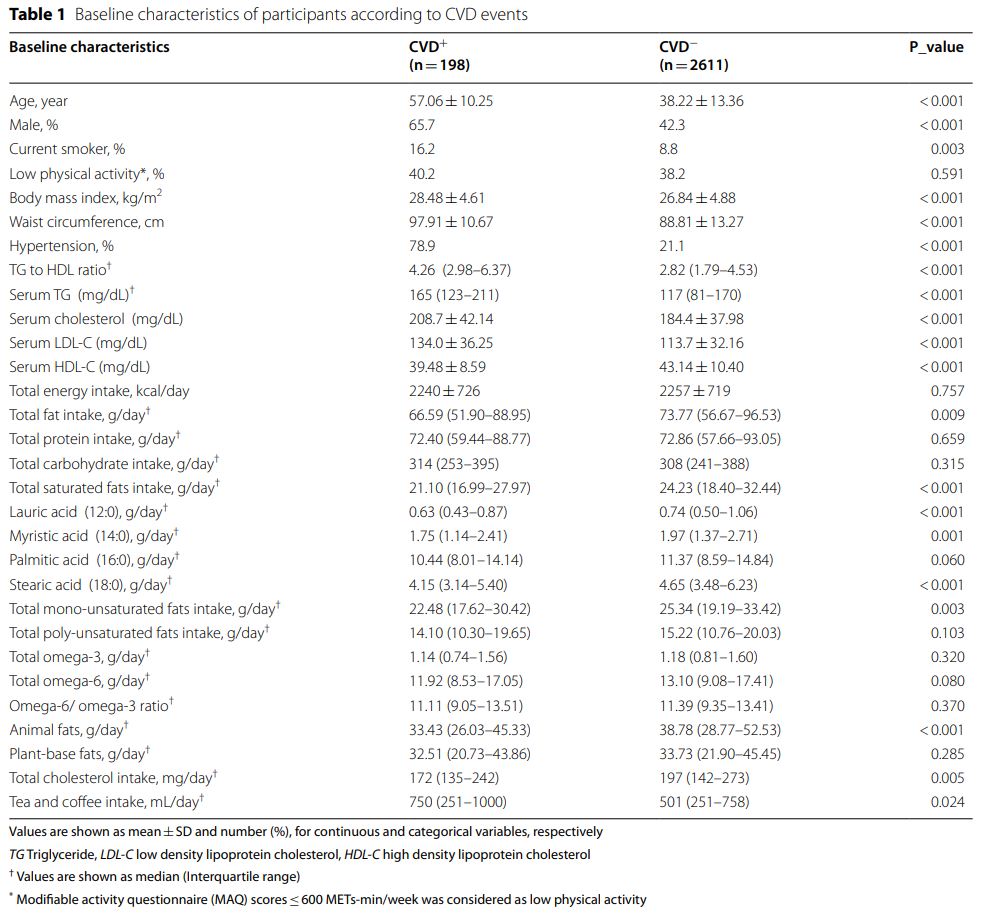 Table 1 Baseline characteristics of participants according to CVD events
Baseline characteristics CVD+ (n = 198) CVD− (n = 2611) P_value
Age, year 57.06 ± 10.25 38.22 ± 13.36 < 0.001
Male, % 65.7 42.3 < 0.001
Current smoker, % 16.2 8.8 0.003
Low physical activity*, % 40.2 38.2 0.591
Body mass index, kg/m2 28.48 ± 4.61 26.84 ± 4.88 < 0.001
Waist circumference, cm 97.91 ± 10.67 88.81 ± 13.27 < 0.001
Hypertension, % 78.9 21.1 < 0.001
TG to HDL ratio† 4.26 (2.98–6.37) 2.82 (1.79–4.53) < 0.001
Serum TG (mg/dL)† 165 (123–211) 117 (81–170) < 0.001
Serum cholesterol (mg/dL) 208.7 ± 42.14 184.4 ± 37.98 < 0.001
Serum LDL-C (mg/dL) 134.0 ± 36.25 113.7 ± 32.16 < 0.001
Serum HDL-C (mg/dL) 39.48 ± 8.59 43.14 ± 10.40 < 0.001
Total energy intake, kcal/day 2240 ± 726 2257 ± 719 0.757
Total fat intake, g/day† 66.59 (51.90–88.95) 73.77 (56.67–96.53) 0.009
Total protein intake, g/day† 72.40 (59.44–88.77) 72.86 (57.66–93.05) 0.659
Total carbohydrate intake, g/day† 314 (253–395) 308 (241–388) 0.315
Total saturated fats intake, g/day† 21.10 (16.99–27.97) 24.23 (18.40–32.44) < 0.001
Lauric acid (12:0), g/day† 0.63 (0.43–0.87) 0.74 (0.50–1.06) < 0.001
Myristic acid (14:0), g/day† 1.75 (1.14–2.41) 1.97 (1.37–2.71) 0.001
Palmitic acid (16:0), g/day† 10.44 (8.01–14.14) 11.37 (8.59–14.84) 0.060
Stearic acid (18:0), g/day† 4.15 (3.14–5.40) 4.65 (3.48–6.23) < 0.001
Total mono-unsaturated fats intake, g/day† 22.48 (17.62–30.42) 25.34 (19.19–33.42) 0.003
Total poly-unsaturated fats intake, g/day† 14.10 (10.30–19.65) 15.22 (10.76–20.03) 0.103
Total omega-3, g/day† 1.14 (0.74–1.56) 1.18 (0.81–1.60) 0.320
Total omega-6, g/day† 11.92 (8.53–17.05) 13.10 (9.08–17.41) 0.080
Omega-6/ omega-3 ratio† 11.11 (9.05–13.51) 11.39 (9.35–13.41) 0.370
Animal fats, g/day† 33.43 (26.03–45.33) 38.78 (28.77–52.53) < 0.001
Plant-base fats, g/day† 32.51 (20.73–43.86) 33.73 (21.90–45.45) 0.285
Total cholesterol intake, mg/day† 172 (135–242) 197 (142–273) 0.005
Tea and coffee intake, mL/day† 750 (251–1000) 501 (251–758) 0.024
Values are shown as mean ± SD and number (%), for continuous and categorical variables, respectively
TG Triglyceride, LDL-C low density lipoprotein cholesterol, HDL-C high density lipoprotein cholesterol
† Values are shown as median (Interquartile range)
* Modifiable activity questionnaire (MAQ) scores ≤ 600 METs-min/week was considered as low physical activity